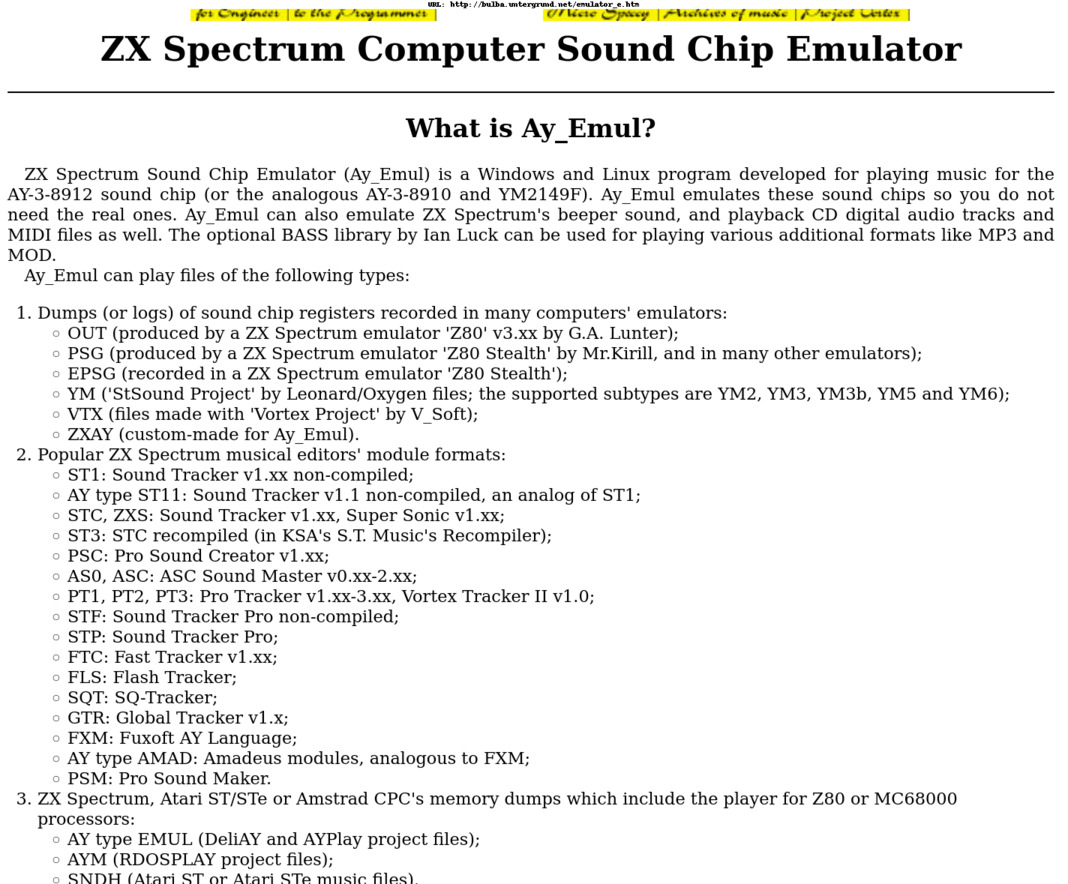 URL: http://bulba.untergrund.net/emulator_e.htm
for Engineer | to the Programmer |
Micro Speccy | Archives of music | Project Vortex |
ZX Spectrum Computer Sound Chip Emulator
What is Ay_Emul?
ZX Spectrum Sound Chip Emulator (Ay_Emul) is a Windows and Linux program developed for playing music for the
AY-3-8912 sound chip (or the analogous AY-3-8910 and YM2149F). Ay_Emul emulates these sound chips so you do not
need the real ones. Ay_Emul can also emulate ZX Spectrum's beeper sound, and playback CD digital audio tracks and
MIDI files as well. The optional BASS library by Ian Luck can be used for playing various additional formats like MP3 and
MOD.
Ay_Emul can play files of the following types:
1. Dumps (or logs) of sound chip registers recorded in many computers' emulators:
◦ OUT (produced by a ZX Spectrum emulator 'Z80' v3.xx by G.A. Lunter);
◦ PSG (produced by a ZX Spectrum emulator 'Z80 Stealth' by Mr.Kirill, and in many other emulators);
◦ EPSG (recorded in a ZX Spectrum emulator 'Z80 Stealth');
◦ YM ('StSound Project' by Leonard/Oxygen files; the supported subtypes are YM2, YM3, YM3b, YM5 and YM6);
◦ VTX (files made with 'Vortex Project' by V_Soft);
◦ ZXAY (custom-made for Ay_Emul).
2. Popular ZX Spectrum musical editors' module formats:
◦ ST1: Sound Tracker v1.xx non-compiled;
◦ AY type ST11: Sound Tracker v1.1 non-compiled, an analog of ST1;
◦ STC, ZXS: Sound Tracker v1.xx, Super Sonic v1.xx;
◦ ST3: STC recompiled (in KSA's S.T. Music's Recompiler);
◦ PSC: Pro Sound Creator v1.xx;
◦ AS0, ASC: ASC Sound Master v0.xx-2.xx;
◦ PT1, PT2, PT3: Pro Tracker v1.xx-3.xx, Vortex Tracker II v1.0;
◦ STF: Sound Tracker Pro non-compiled;
◦ STP: Sound Tracker Pro;
◦ FTC: Fast Tracker v1.xx;
◦ FLS: Flash Tracker;
◦ SQT: SQ-Tracker;
◦ GTR: Global Tracker v1.x;
◦ FXM: Fuxoft AY Language;
◦ AY type AMAD: Amadeus modules, analogous to FXM;
◦ PSM: Pro Sound Maker.
3. ZX Spectrum, Atari ST/STe or Amstrad CPC's memory dumps which include the player for Z80 or MC68000
processors:
◦ AY type EMUL (DeliAY and AYPlay project files);
◦ AYM (RDOSPLAY project files);
◦ SNDH (Atari ST or Atari STe music files).